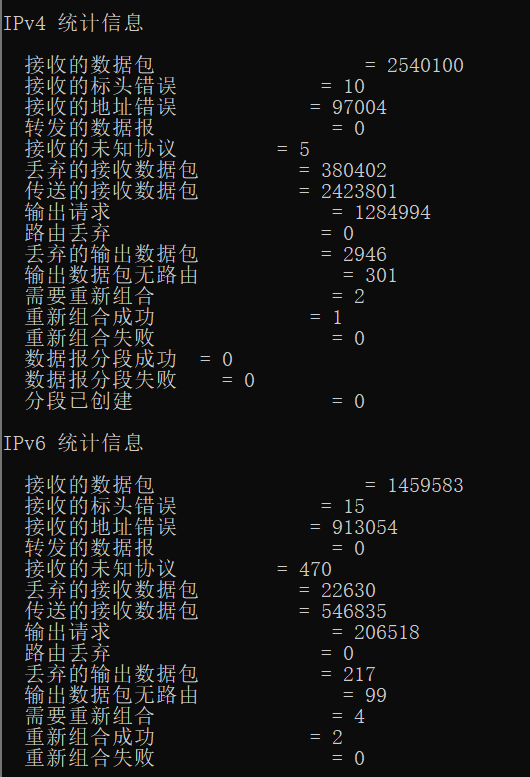 IPv4 统计信息
接收的数据包 = 2540100
接收的标头错误 = 10
接收的地址错误 = 97004
转发的数据报 = 0
接收的未知协议 = 5
丢弃的接收数据包 = 380402
传送的接收数据包 = 2423801
输出请求 = 1284994
路由丢弃 = 0
丢弃的输出数据包 = 2946
输出数据包无路由 = 301
需要重新组合 = 2
重新组合成功 = 1
重新组合失败 = 0
数据报分段成功 = 0
数据报分段失败 = 0
分段已创建 = 0
IPv6 统计信息
接收的数据包 = 1459583
接收的标头错误 = 15
接收的地址错误 = 913054
转发的数据报 = 0
接收的未知协议 = 470
丢弃的接收数据包 = 22630
传送的接收数据包 = 546835
输出请求 = 206518
路由丢弃 = 0
丢弃的输出数据包 = 217
输出数据包无路由 = 99
需要重新组合 = 4
重新组合成功 = 2
重新组合失败 = 0